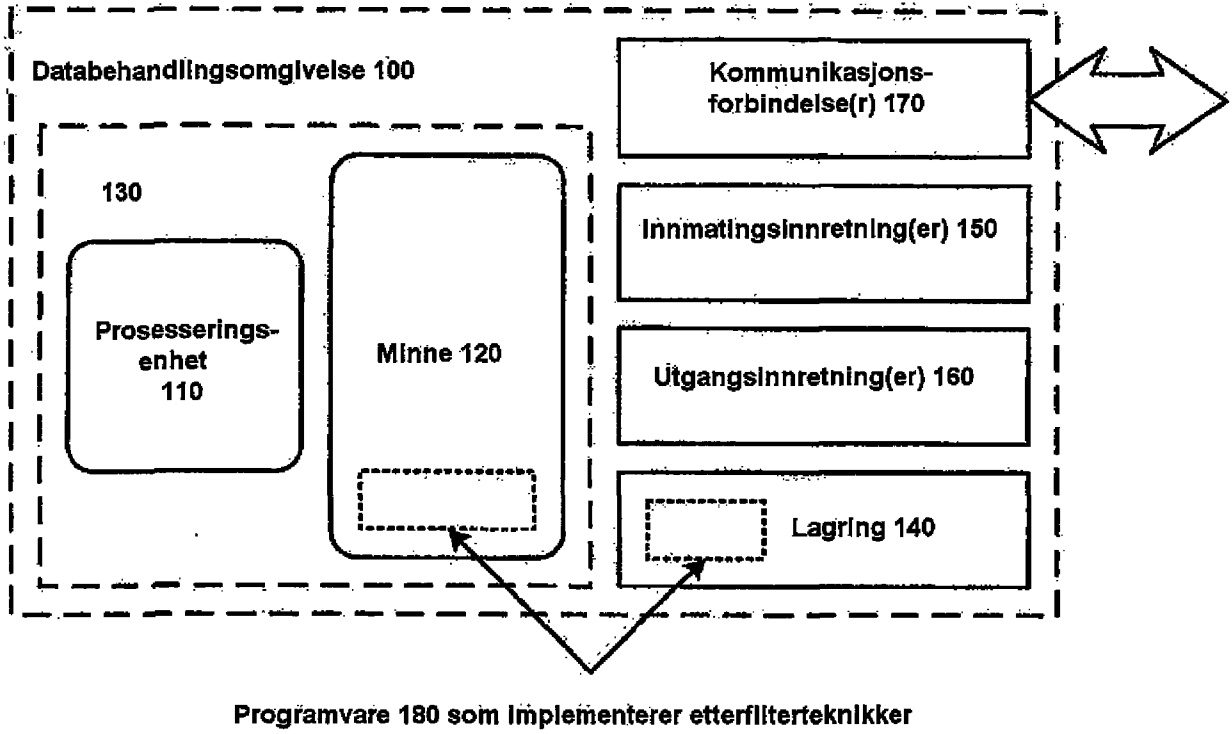 Databehandlingsomgivelse 100
Kommunikasjons-
forbindelse(r) 170
130
Innmatingsinnretning(er) 150
Prosesserings-
enhet
110
Minne 120
Utgangsinnretning(er) 160
Lagring 140
Programvare 180 som implementerer etterfilterteknikker